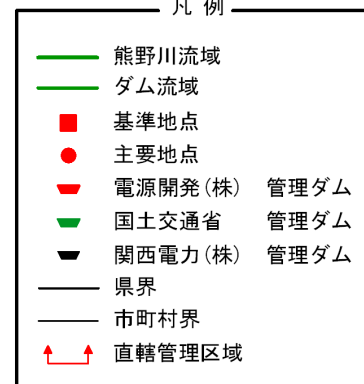 凡 例
熊野川流域
ダム流域
基準地点
主要地点
電源開発(株) 管理ダム
国土交通省 管理ダム
関西電力(株) 管理ダム
県界
市町村界
直轄管理区域